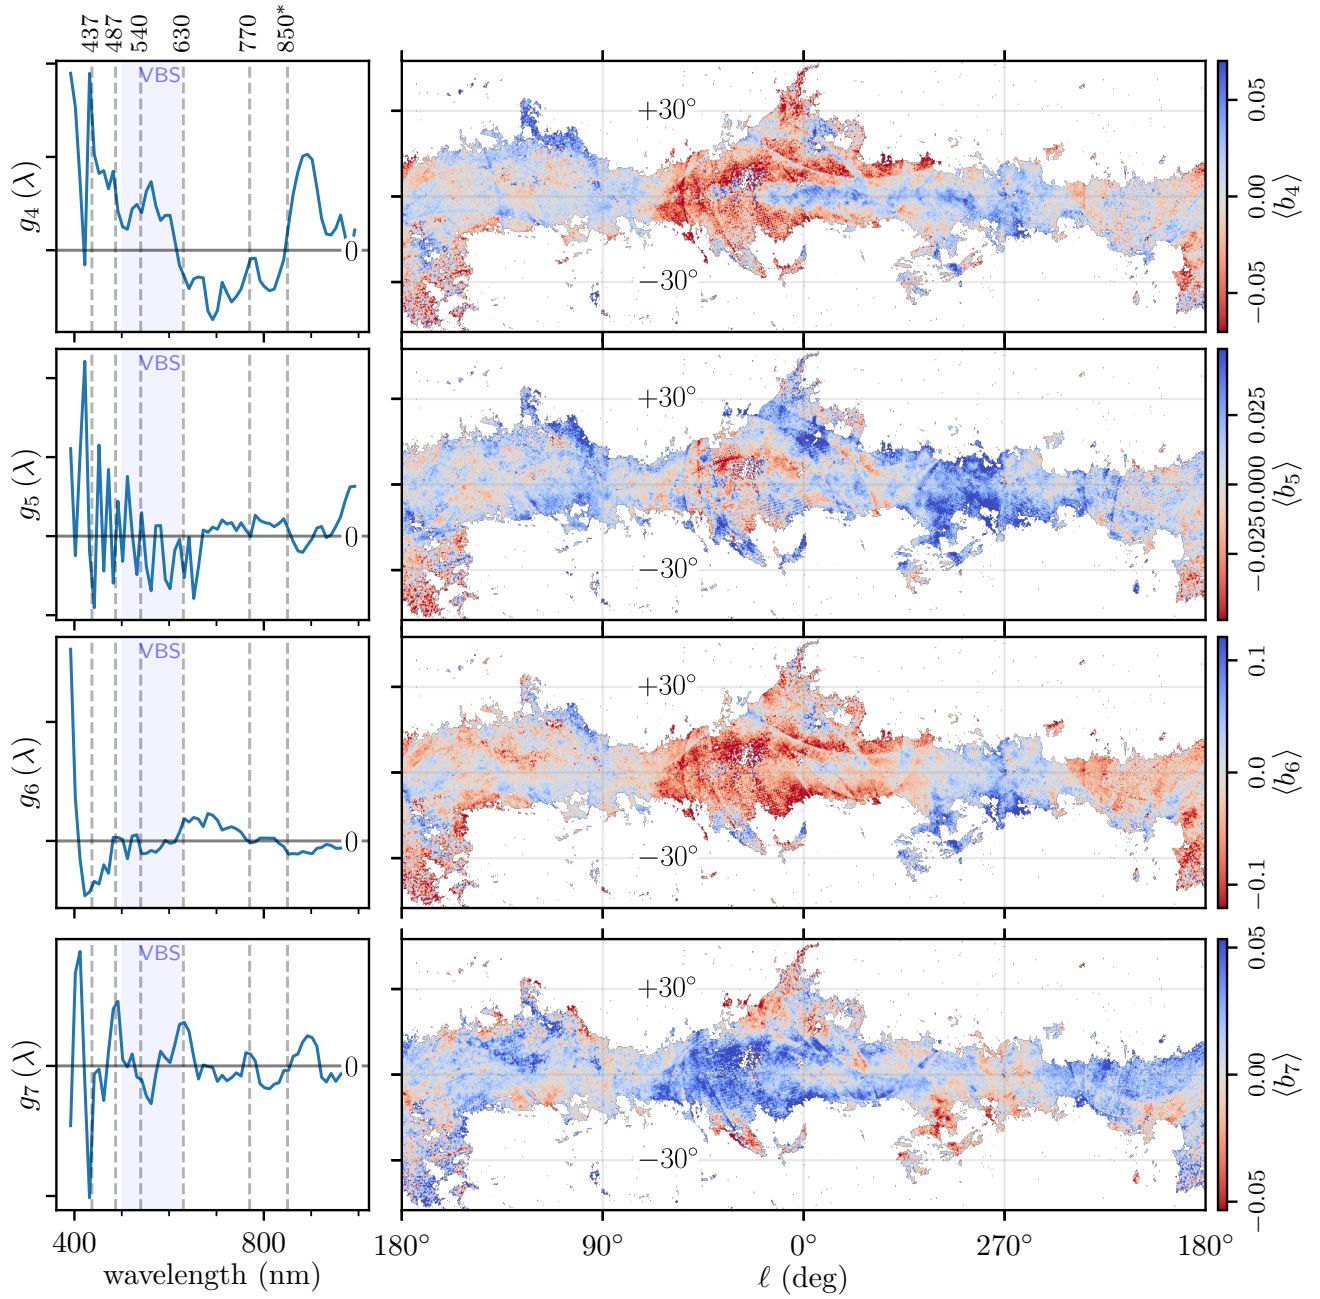 437 487 540 630 770 850*
VBS
g4 (λ)
0
+30°
−30°
0.05 0.00 −0.05
⟨b4⟩
VBS
g5 (λ)
0
+30°
−30°
0.025 0.000 −0.025
⟨b5⟩
VBS
g6 (λ)
0
+30°
−30°
0.1 0.0 −0.1
⟨b6⟩
VBS
g7 (λ)
0
+30°
−30°
0.05 0.00 −0.05
⟨b7⟩
400 800
wavelength (nm)
180° 90° 0° 270° 180°
ℓ (deg)